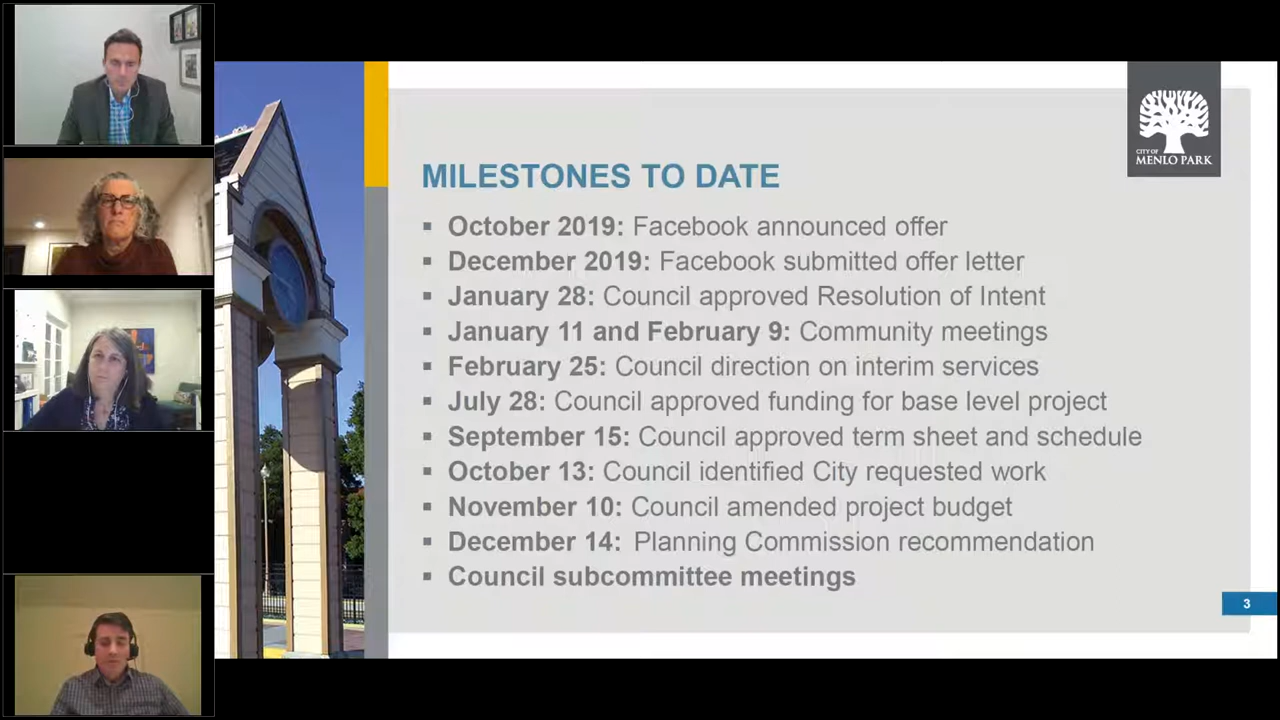 CITY OF
MENLO PARK
MILESTONES TO DATE
▪ October 2019: Facebook announced offer
▪ December 2019: Facebook submitted offer letter
▪ January 28: Council approved Resolution of Intent
▪ January 11 and February 9: Community meetings
▪ February 25: Council direction on interim services
▪ July 28: Council approved funding for base level project
▪ September 15: Council approved term sheet and schedule
▪ October 13: Council identified City requested work
▪ November 10: Council amended project budget
▪ December 14: Planning Commission recommendation
▪ Council subcommittee meetings
3